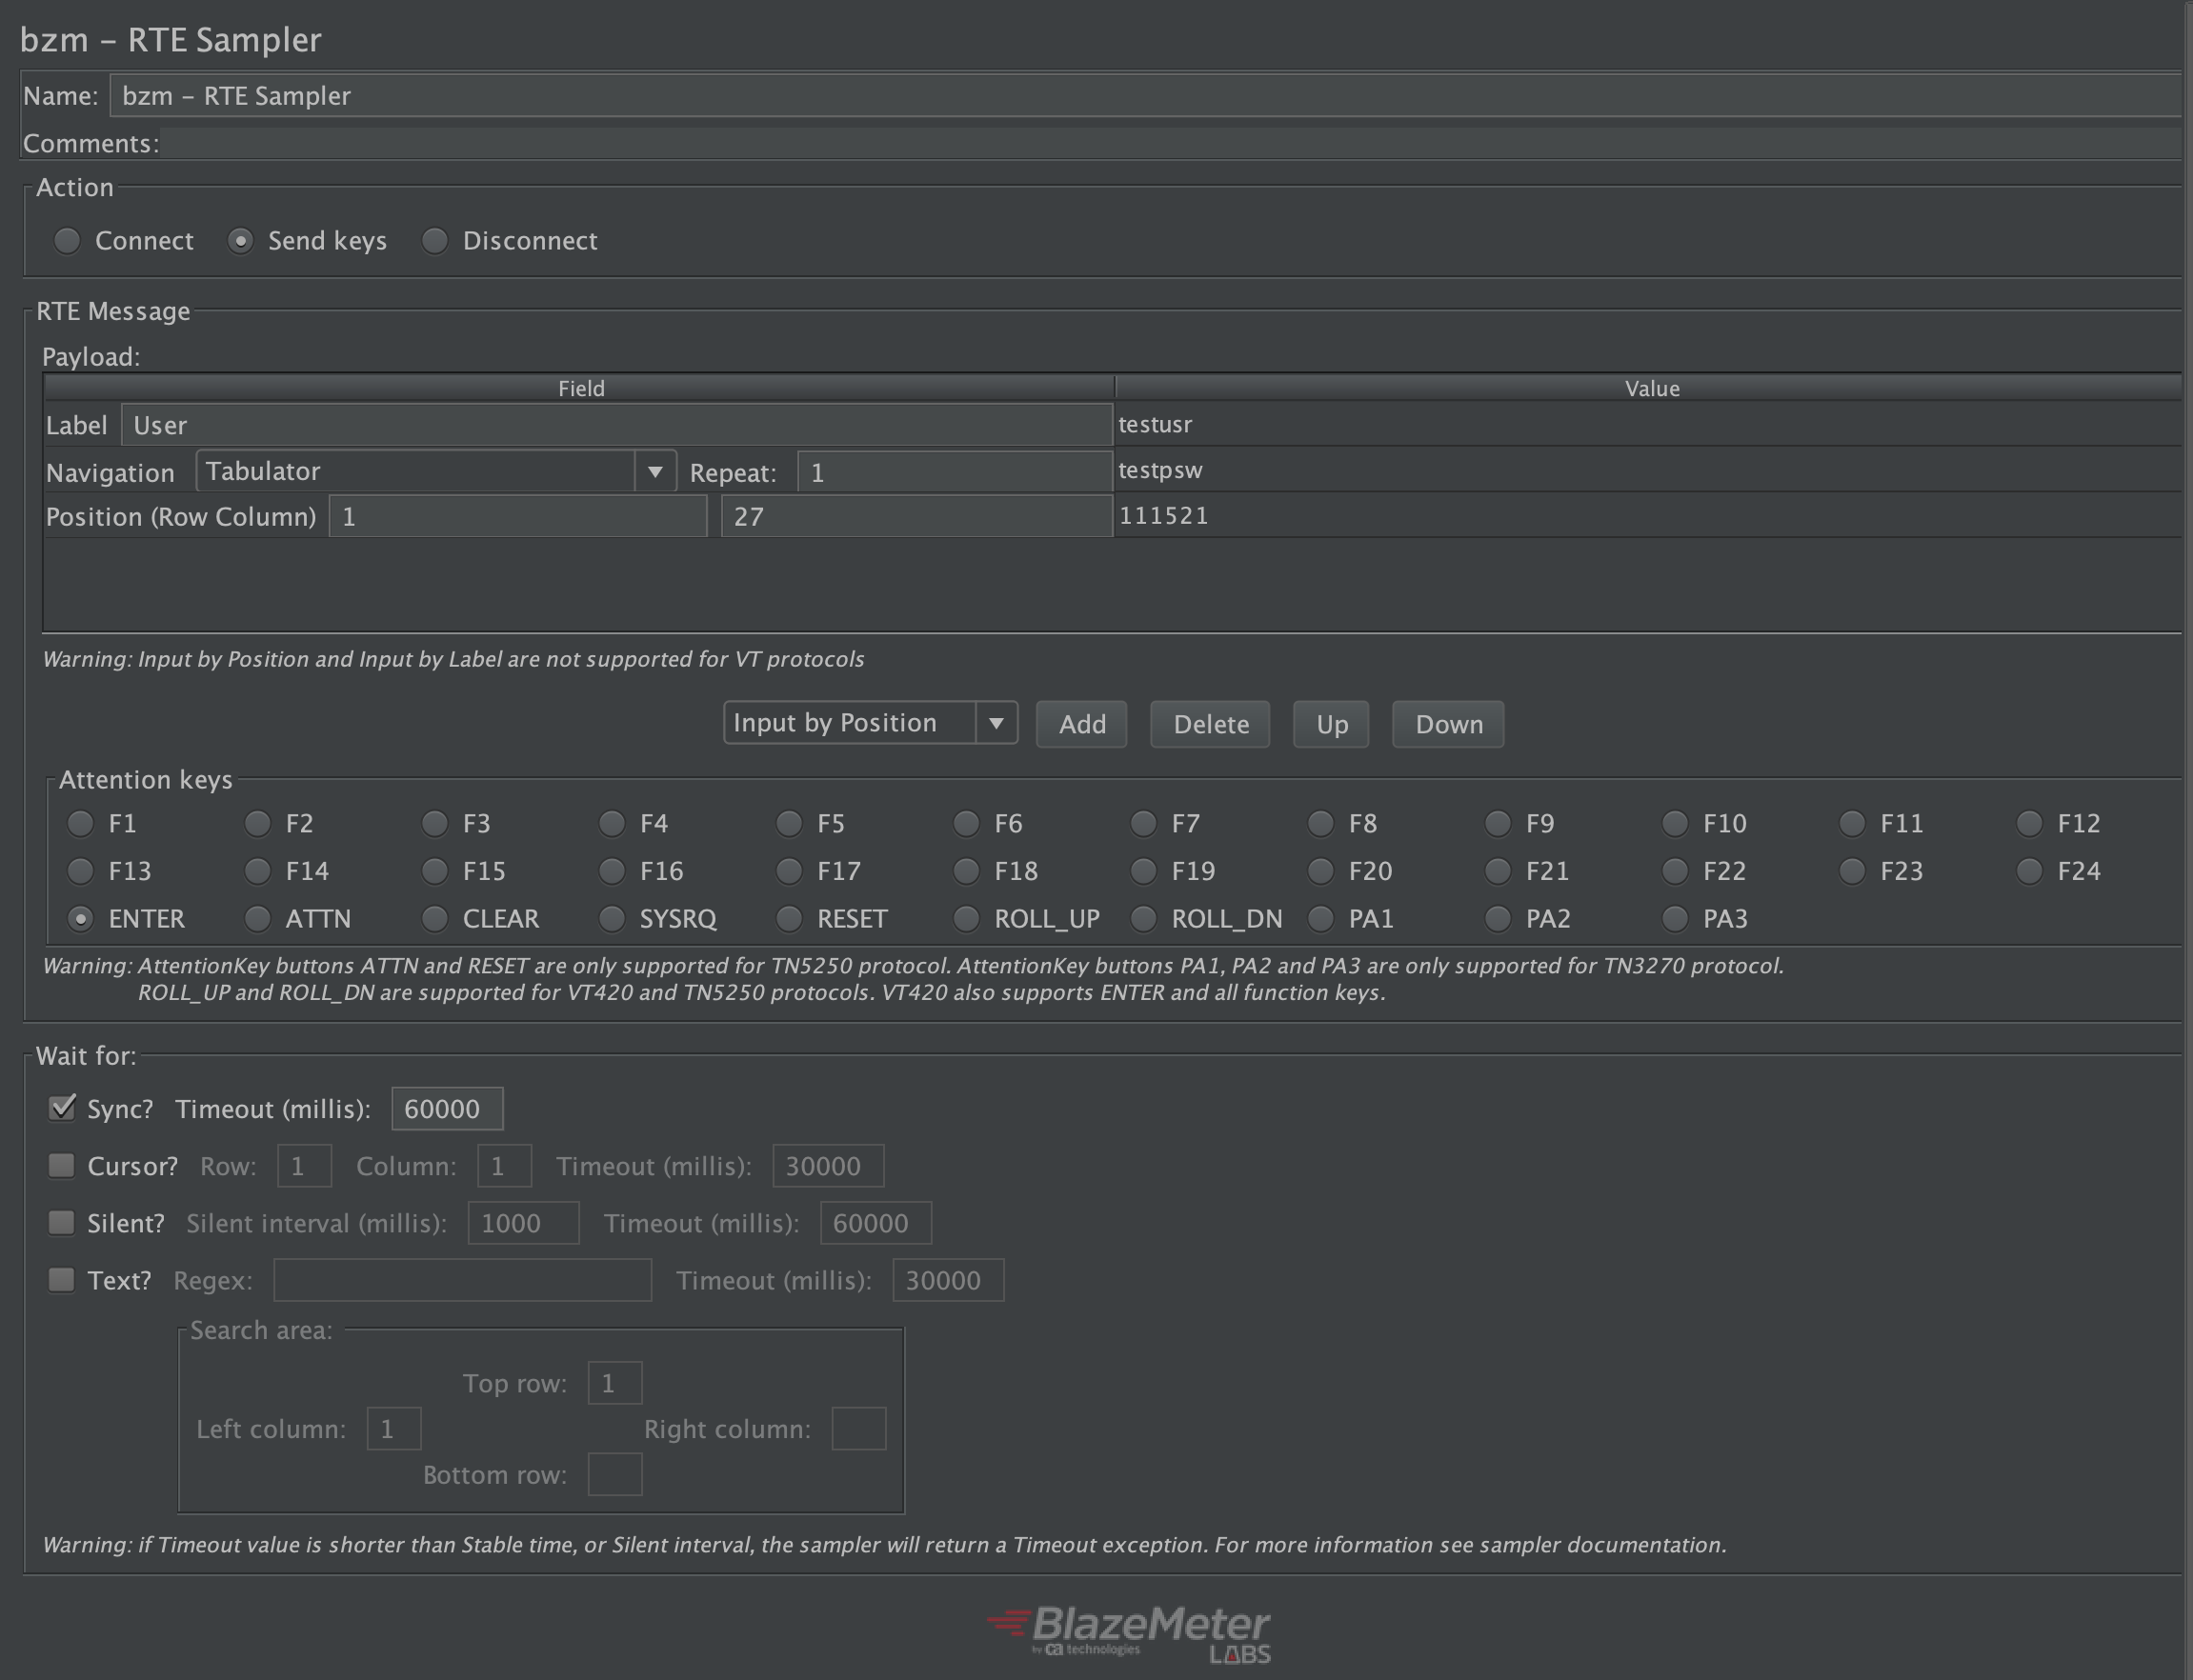 bzm – RTE Sampler
Name: bzm – RTE Sampler
Comments:
Action
Connect Send keys Disconnect
RTE Message
Payload:
Field Value
Label User testusr
Navigation Tabulator Repeat: 1 testpsw
Position (Row Column) 1 27 111521
Warning: Input by Position and Input by Label are not supported for VT protocols
Input by Position Add Delete Up Down
Attention keys
F1 F2 F3 F4 F5 F6 F7 F8 F9 F10 F11 F12
F13 F14 F15 F16 F17 F18 F19 F20 F21 F22 F23 F24
ENTER ATTN CLEAR SYSRQ RESET ROLL_UP ROLL_DN PA1 PA2 PA3
Warning: AttentionKey buttons ATTN and RESET are only supported for TN5250 protocol. AttentionKey buttons PA1, PA2 and PA3 are only supported for TN3270 protocol.
ROLL_UP and ROLL_DN are supported for VT420 and TN5250 protocols. VT420 also supports ENTER and all function keys.
Wait for:
Sync? Timeout (millis): 60000
Cursor? Row: 1 Column: 1 Timeout (millis): 30000
Silent? Silent interval (millis): 1000 Timeout (millis): 60000
Text? Regex: Timeout (millis): 30000
Search area:
Top row: 1
Left column: 1 Right column:
Bottom row:
Warning: if Timeout value is shorter than Stable time, or Silent interval, the sampler will return a Timeout exception. For more information see sampler documentation.
BlazeMeter
by ca technologies
LABS